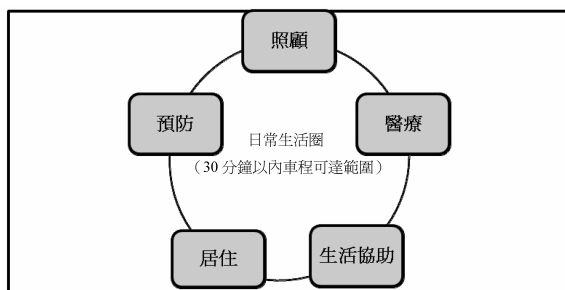 照顧
預防
醫療
日常生活圈
（30 分鐘以內車程可達範圍）
居住
生活協助